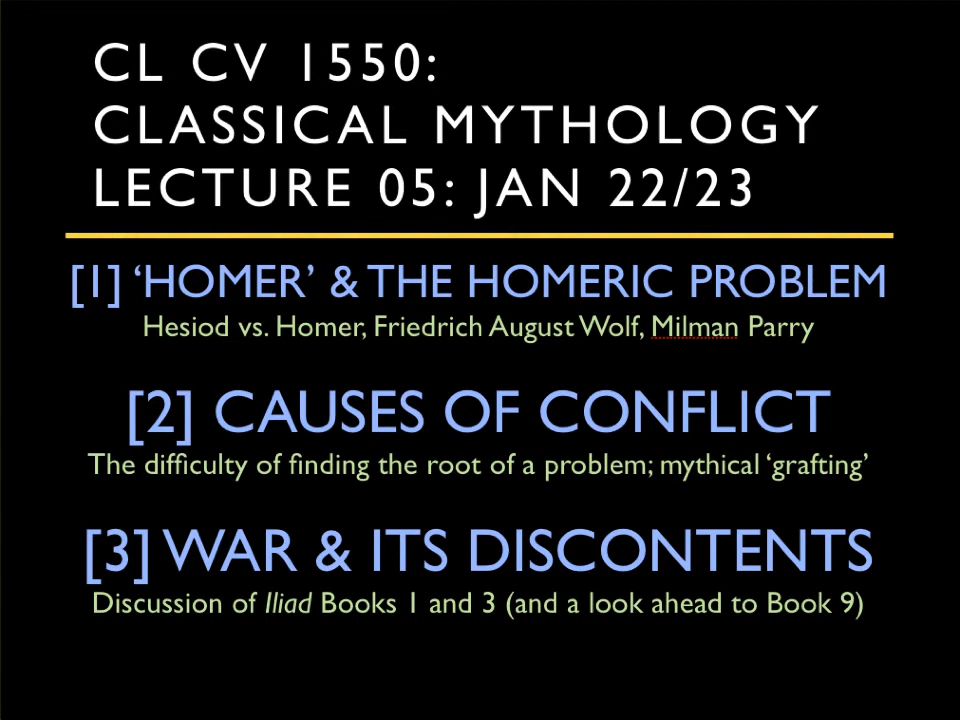 CL CV 1550:
CLASSICAL MYTHOLOGY
LECTURE 05: JAN 22/23
[1] ‘HOMER’ & THE HOMERIC PROBLEM
Hesiod vs. Homer, Friedrich August Wolf, Milman Parry
[2] CAUSES OF CONFLICT
The difficulty of finding the root of a problem; mythical ‘grafting’
[3] WAR & ITS DISCONTENTS
Discussion of Iliad Books 1 and 3 (and a look ahead to Book 9)